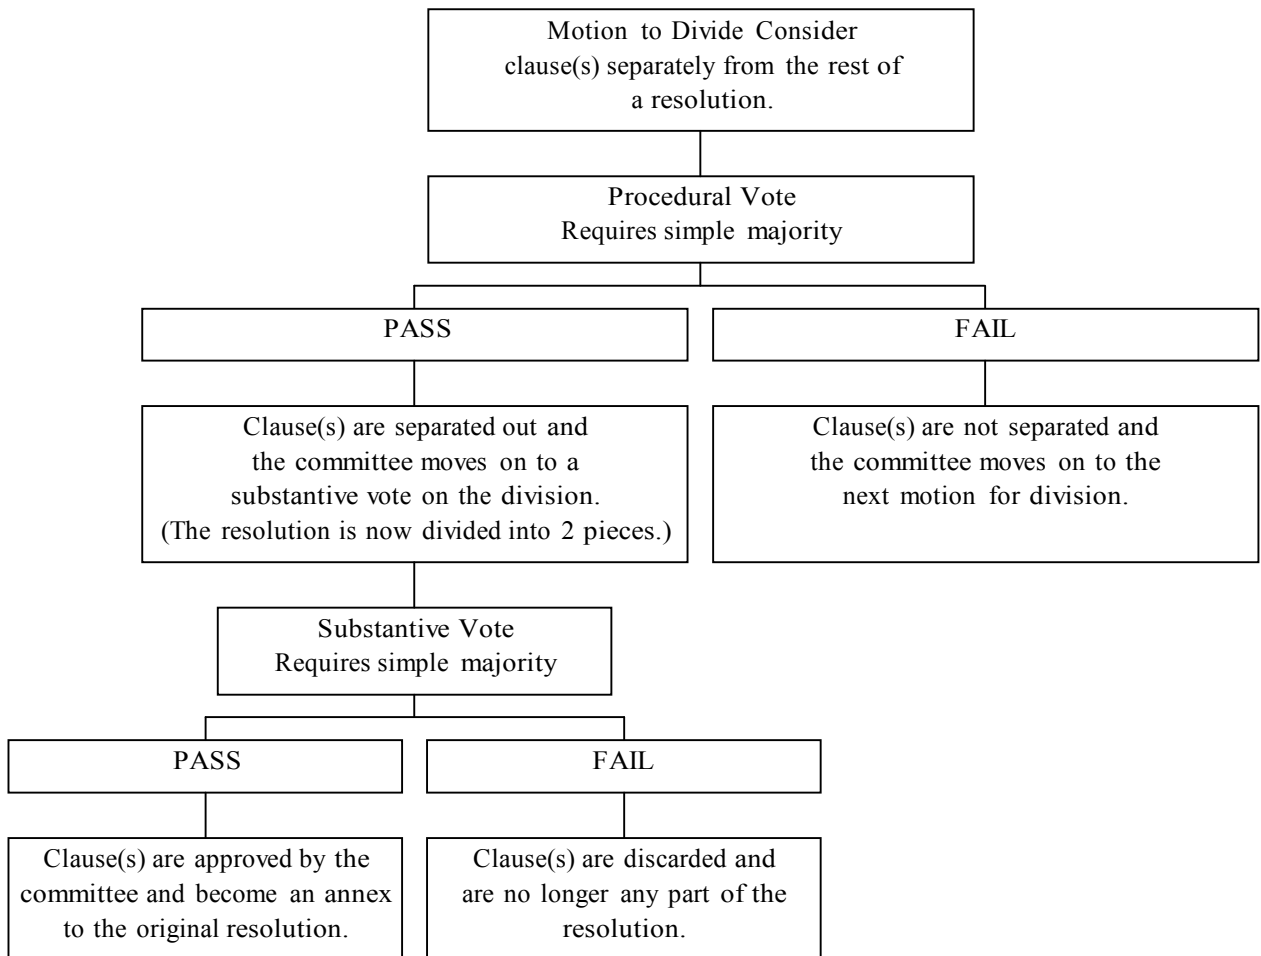 Motion to Divide Consider
clause(s) separately from the rest of
a resolution.
Procedural Vote
Requires simple majority
PASS
FAIL
Clause(s) are separated out and
the committee moves on to a
substantive vote on the division.
(The resolution is now divided into 2 pieces.)
Clause(s) are not separated and
the committee moves on to the
next motion for division.
Substantive Vote
Requires simple majority
PASS
FAIL
Clause(s) are approved by the
committee and become an annex
to the original resolution.
Clause(s) are discarded and
are no longer any part of the
resolution.